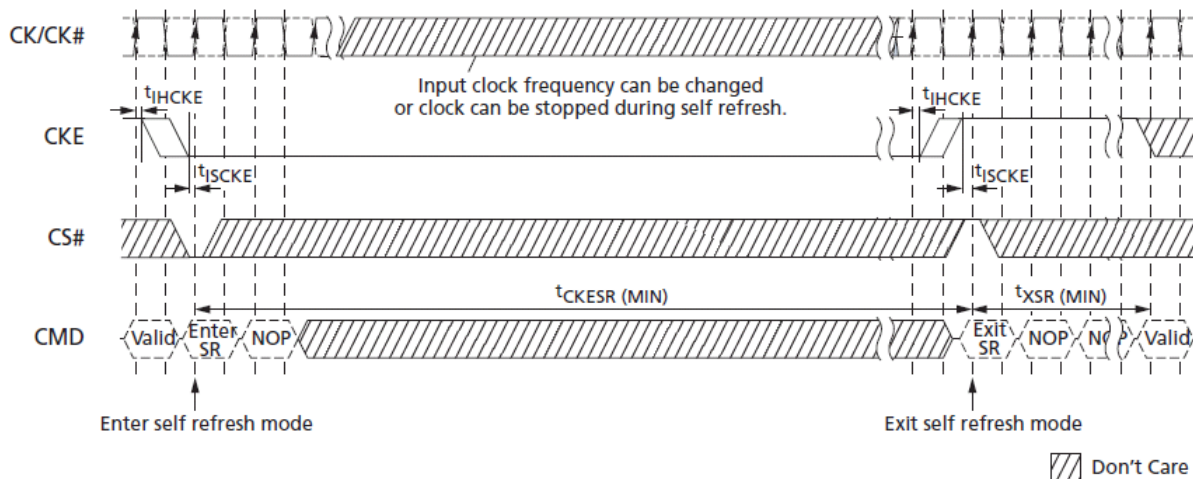 CK/CK#
Input clock frequency can be changed
or clock can be stopped during self refresh.
tIHCKE
tIHCKE
CKE
tISCKE
tISCKE
CS#
tCKESR (MIN)
tXSR (MIN)
CMD
Valid
Enter
SR
NOP
Exit
SR
NOP
NOP
Valid
Enter self refresh mode
Exit self refresh mode
Don't Care